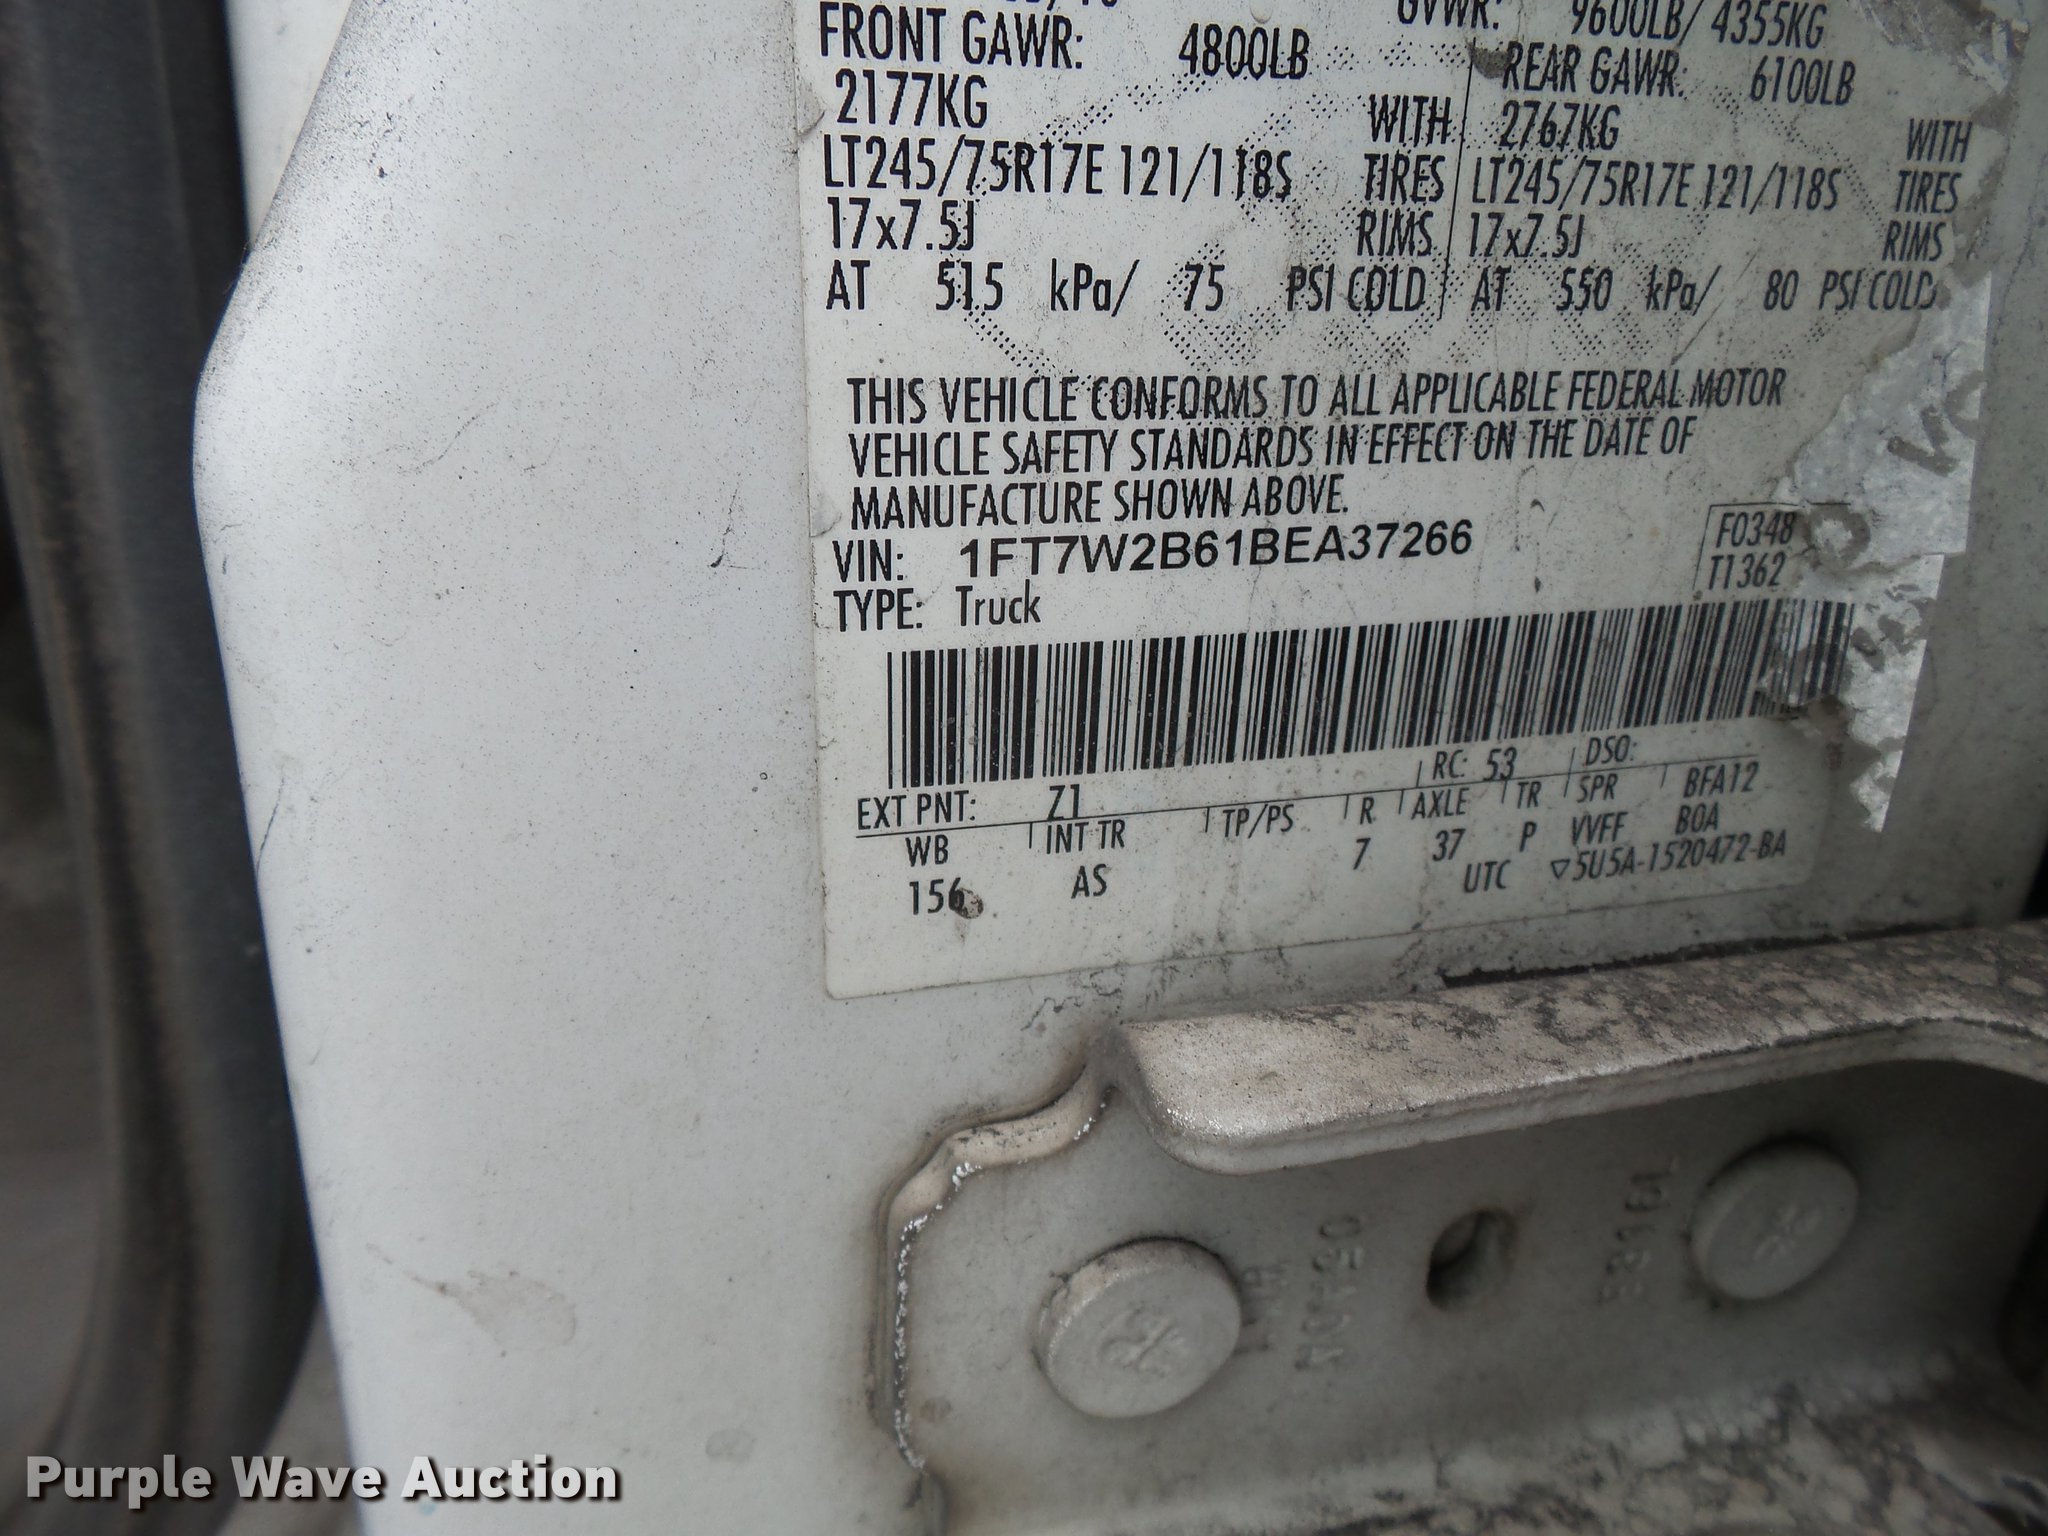 GVWR: 9600LB/ 4355KG
FRONT GAWR: 4800LB
2177KG WITH
LT245/75R17E 121/118S TIRES
17x7.5J RIMS
AT 515 kPa/ 75 PSI COLD
REAR GAWR: 6100LB
2767KG WITH
LT245/75R17E 121/118S TIRES
17x7.5J RIMS
AT 550 kPa/ 80 PSI COLD
THIS VEHICLE CONFORMS TO ALL APPLICABLE FEDERAL MOTOR
VEHICLE SAFETY STANDARDS IN EFFECT ON THE DATE OF
MANUFACTURE SHOWN ABOVE.
VIN: 1FT7W2B61BEA37266
F0348
TYPE: Truck
T1362
EXT PNT: Z1 RC: 53 DSO:
WB INT TR TP/PS R AXLE TR SPR BFA12
156 AS 7 37 P VVFF BOA
UTC ▽5U5A-1520472-BA
Purple Wave Auction